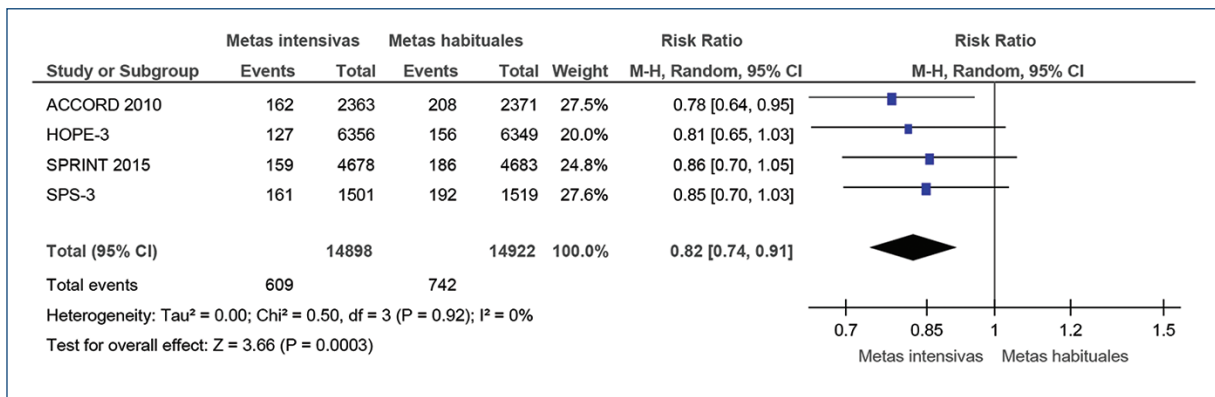 Metas intensivas Metas habituales Risk Ratio Risk Ratio
Study or Subgroup Events Total Events Total Weight M-H, Random, 95% CI M-H, Random, 95% CI
ACCORD 2010 162 2363 208 2371 27.5% 0.78 [0.64, 0.95]
HOPE-3 127 6356 156 6349 20.0% 0.81 [0.65, 1.03]
SPRINT 2015 159 4678 186 4683 24.8% 0.86 [0.70, 1.05]
SPS-3 161 1501 192 1519 27.6% 0.85 [0.70, 1.03]
Total (95% CI) 14898 14922 100.0% 0.82 [0.74, 0.91]
Total events 609 742
Heterogeneity: Tau² = 0.00; Chi² = 0.50, df = 3 (P = 0.92); I² = 0%
Test for overall effect: Z = 3.66 (P = 0.0003)
0.7 0.85 1 1.2 1.5
Metas intensivas Metas habituales